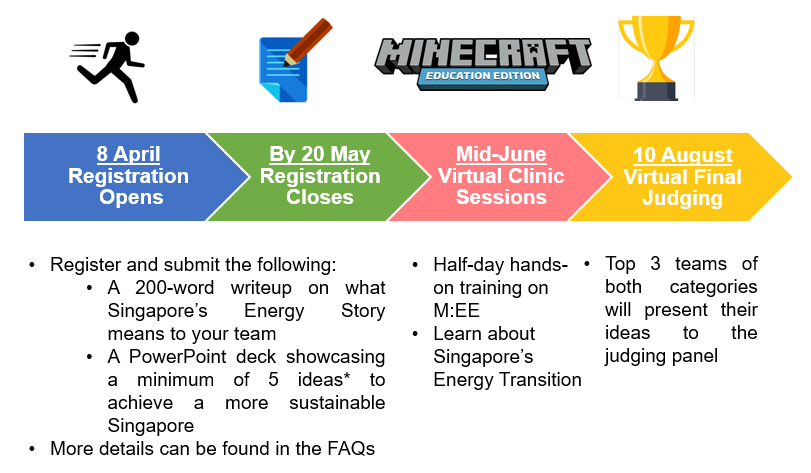 MINECRAFT
EDUCATION EDITION
8 April
Registration
Opens
By 20 May
Registration
Closes
Mid-June
Virtual Clinic
Sessions
10 August
Virtual Final
Judging
• Register and submit the following:
• A 200-word writeup on what
Singapore's Energy Story
means to your team
• A PowerPoint deck showcasing
a minimum of 5 ideas* to
achieve a more sustainable
Singapore
• More details can be found in the FAQs
• Half-day hands-
on training on
M:EE
• Learn about
Singapore's
Energy Transition
• Top 3 teams of
both categories
will present their
ideas to the
judging panel